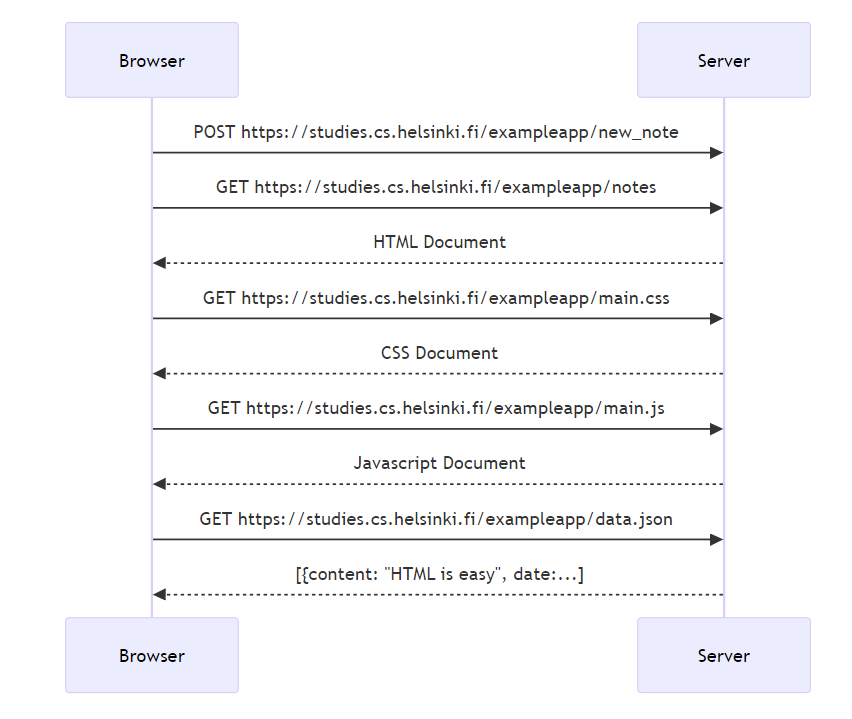 Browser
Server
POST https://studies.cs.helsinki.fi/exampleapp/new_note
GET https://studies.cs.helsinki.fi/exampleapp/notes
HTML Document
GET https://studies.cs.helsinki.fi/exampleapp/main.css
CSS Document
GET https://studies.cs.helsinki.fi/exampleapp/main.js
Javascript Document
GET https://studies.cs.helsinki.fi/exampleapp/data.json
[{content: "HTML is easy", date:...]
Browser
Server